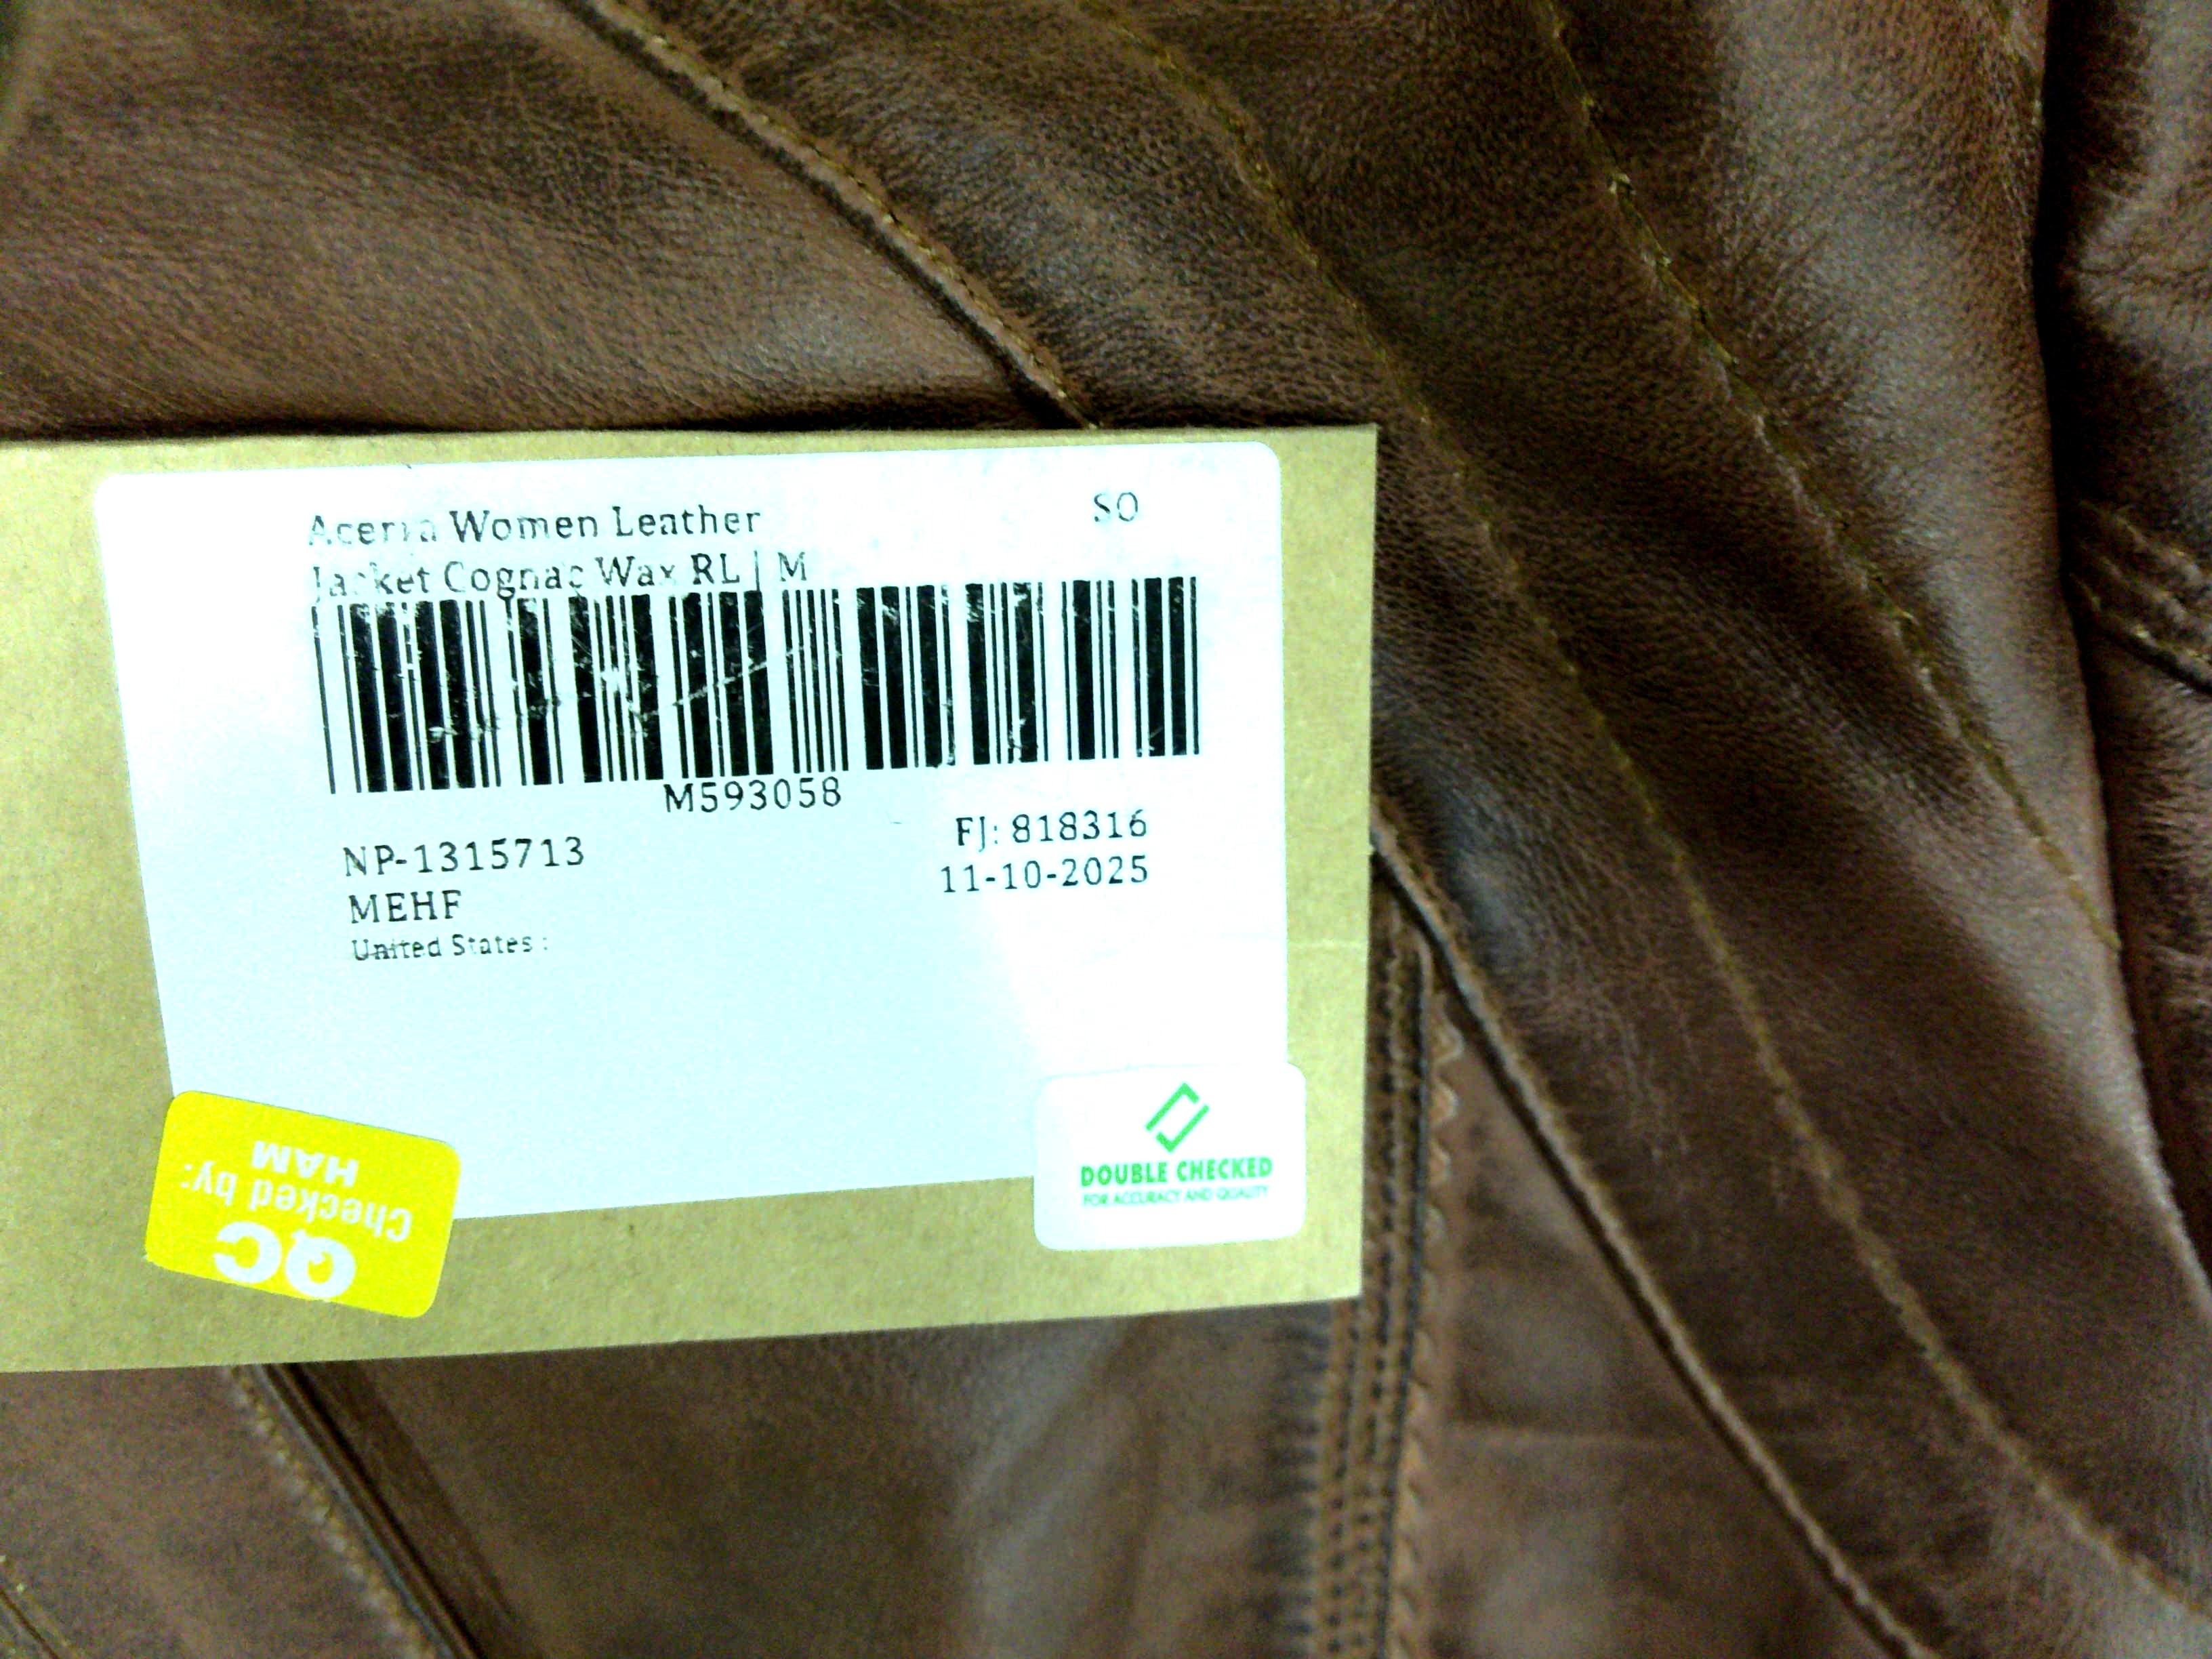 Women Leather
SO
Jacket Cognac Wax RL | M
M593058
FJ: 818316
NP-1315713
11-10-2025
MEHF
United States :
DOUBLE CHECKED
FOR ACCURACY AND QUALITY
QC
Checked by:
HAM